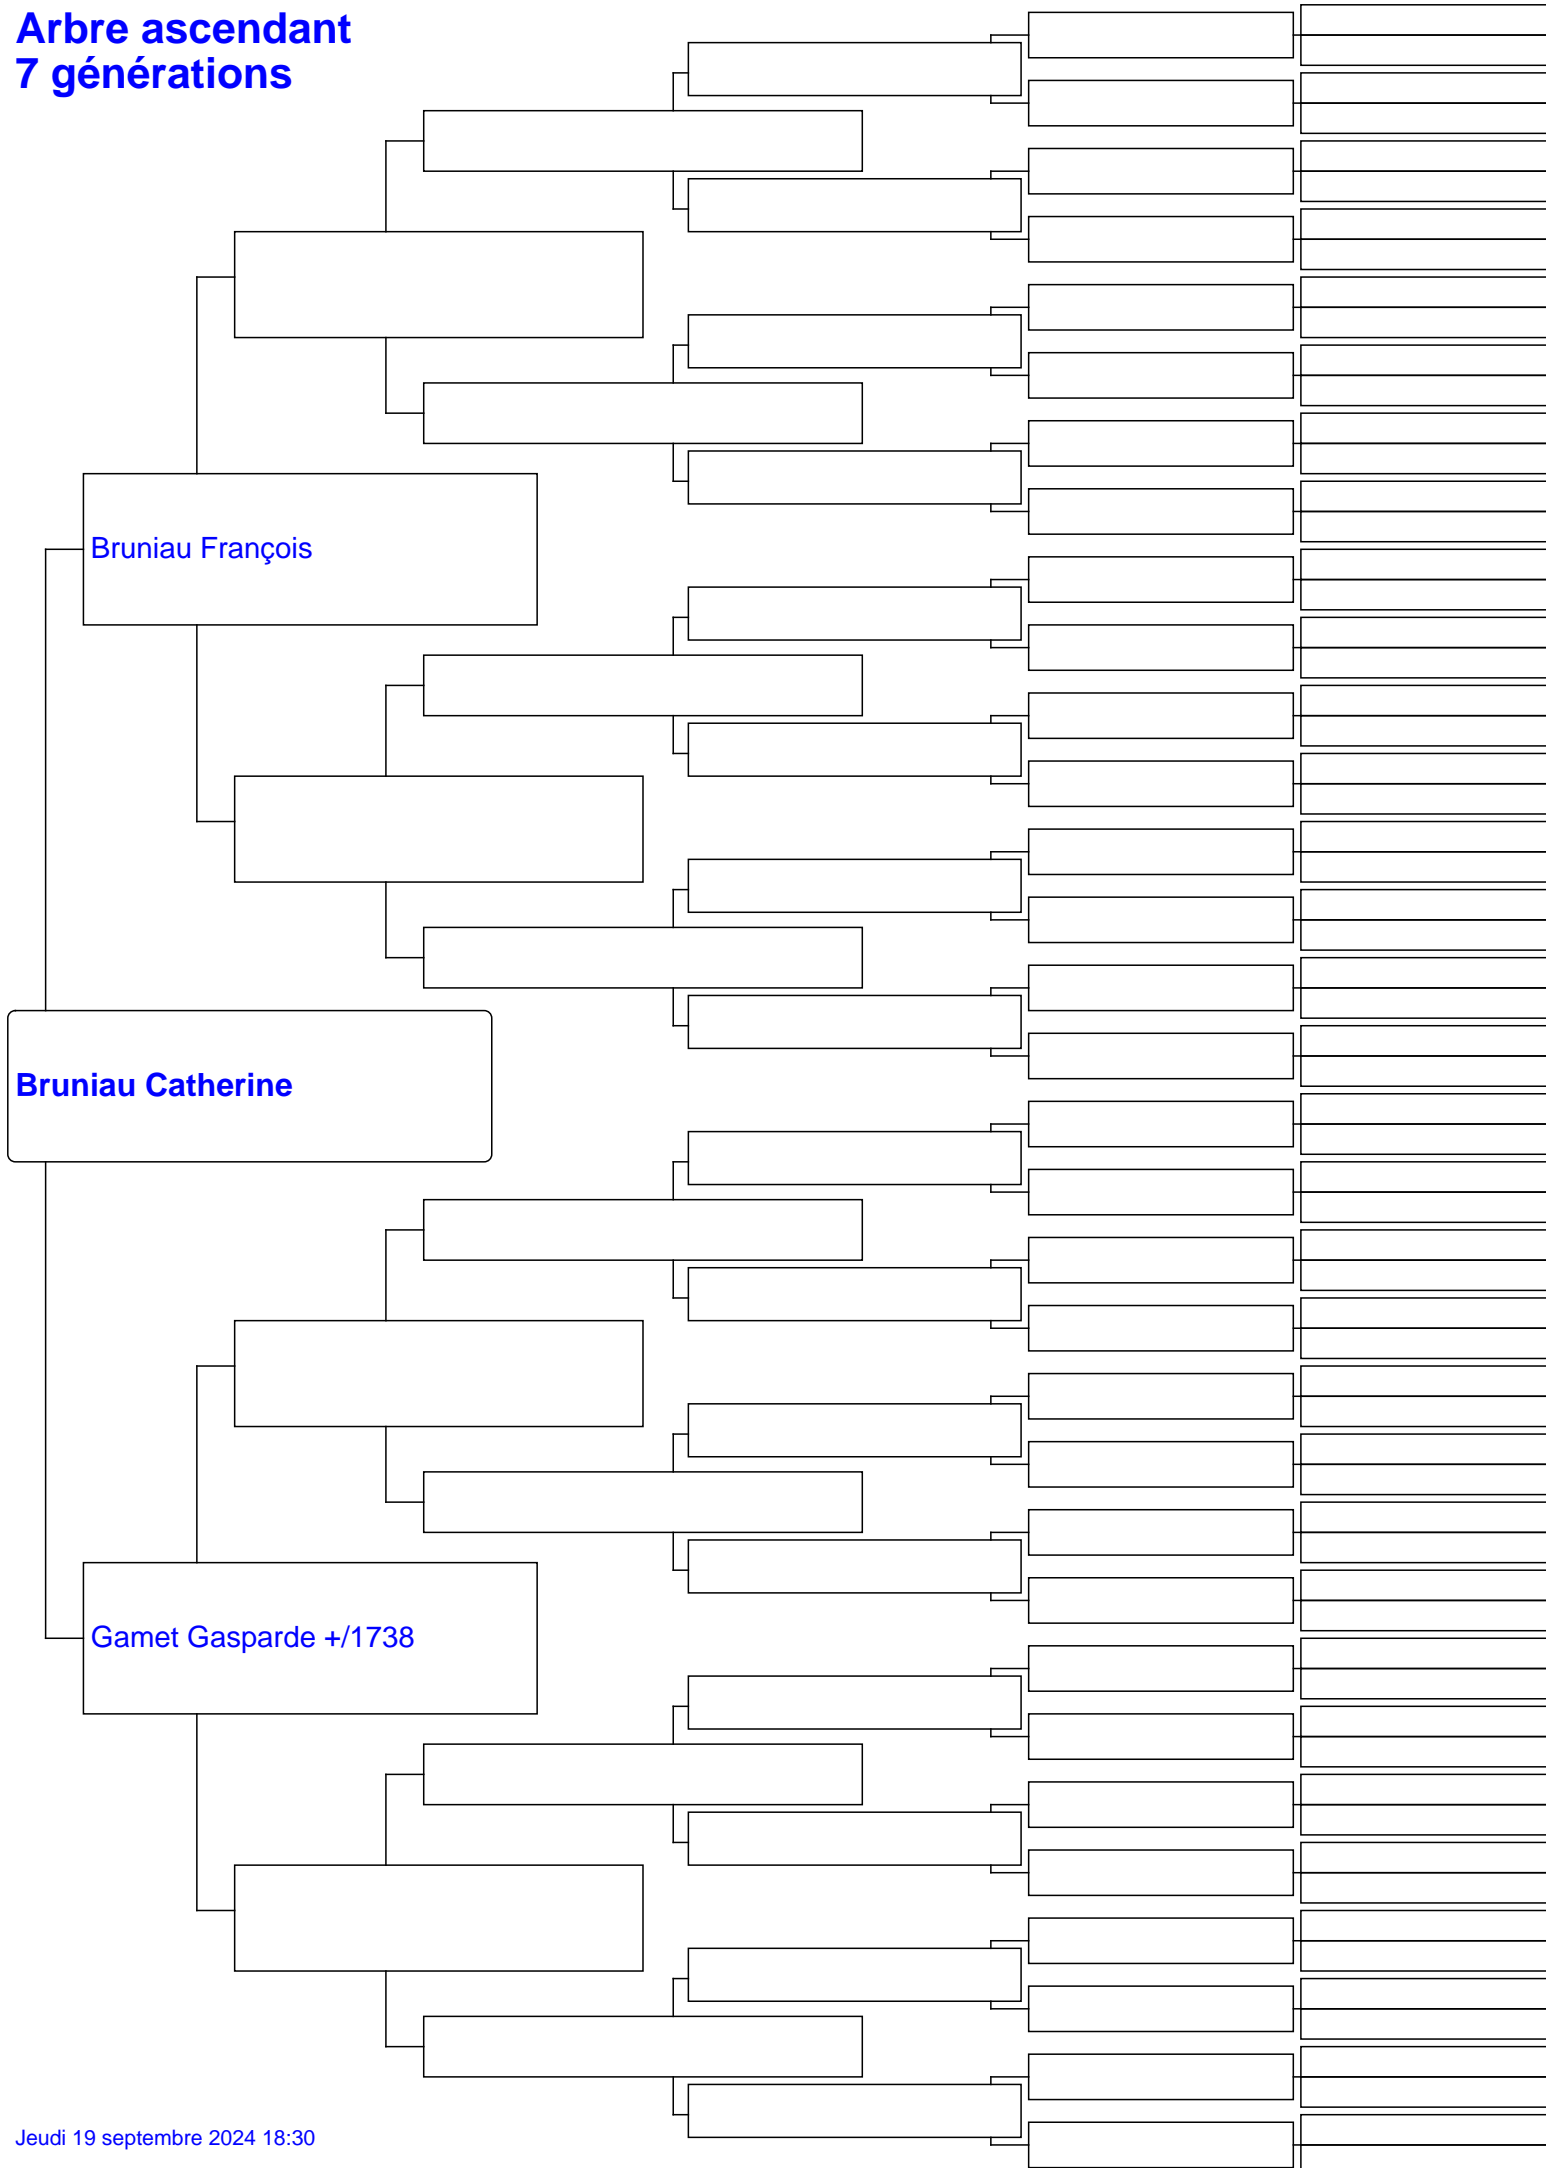 Arbre ascendant
7 générations
Bruniau François
Bruniau Catherine
Gamet Gasparde +/1738
Jeudi 19 septembre 2024 18:30